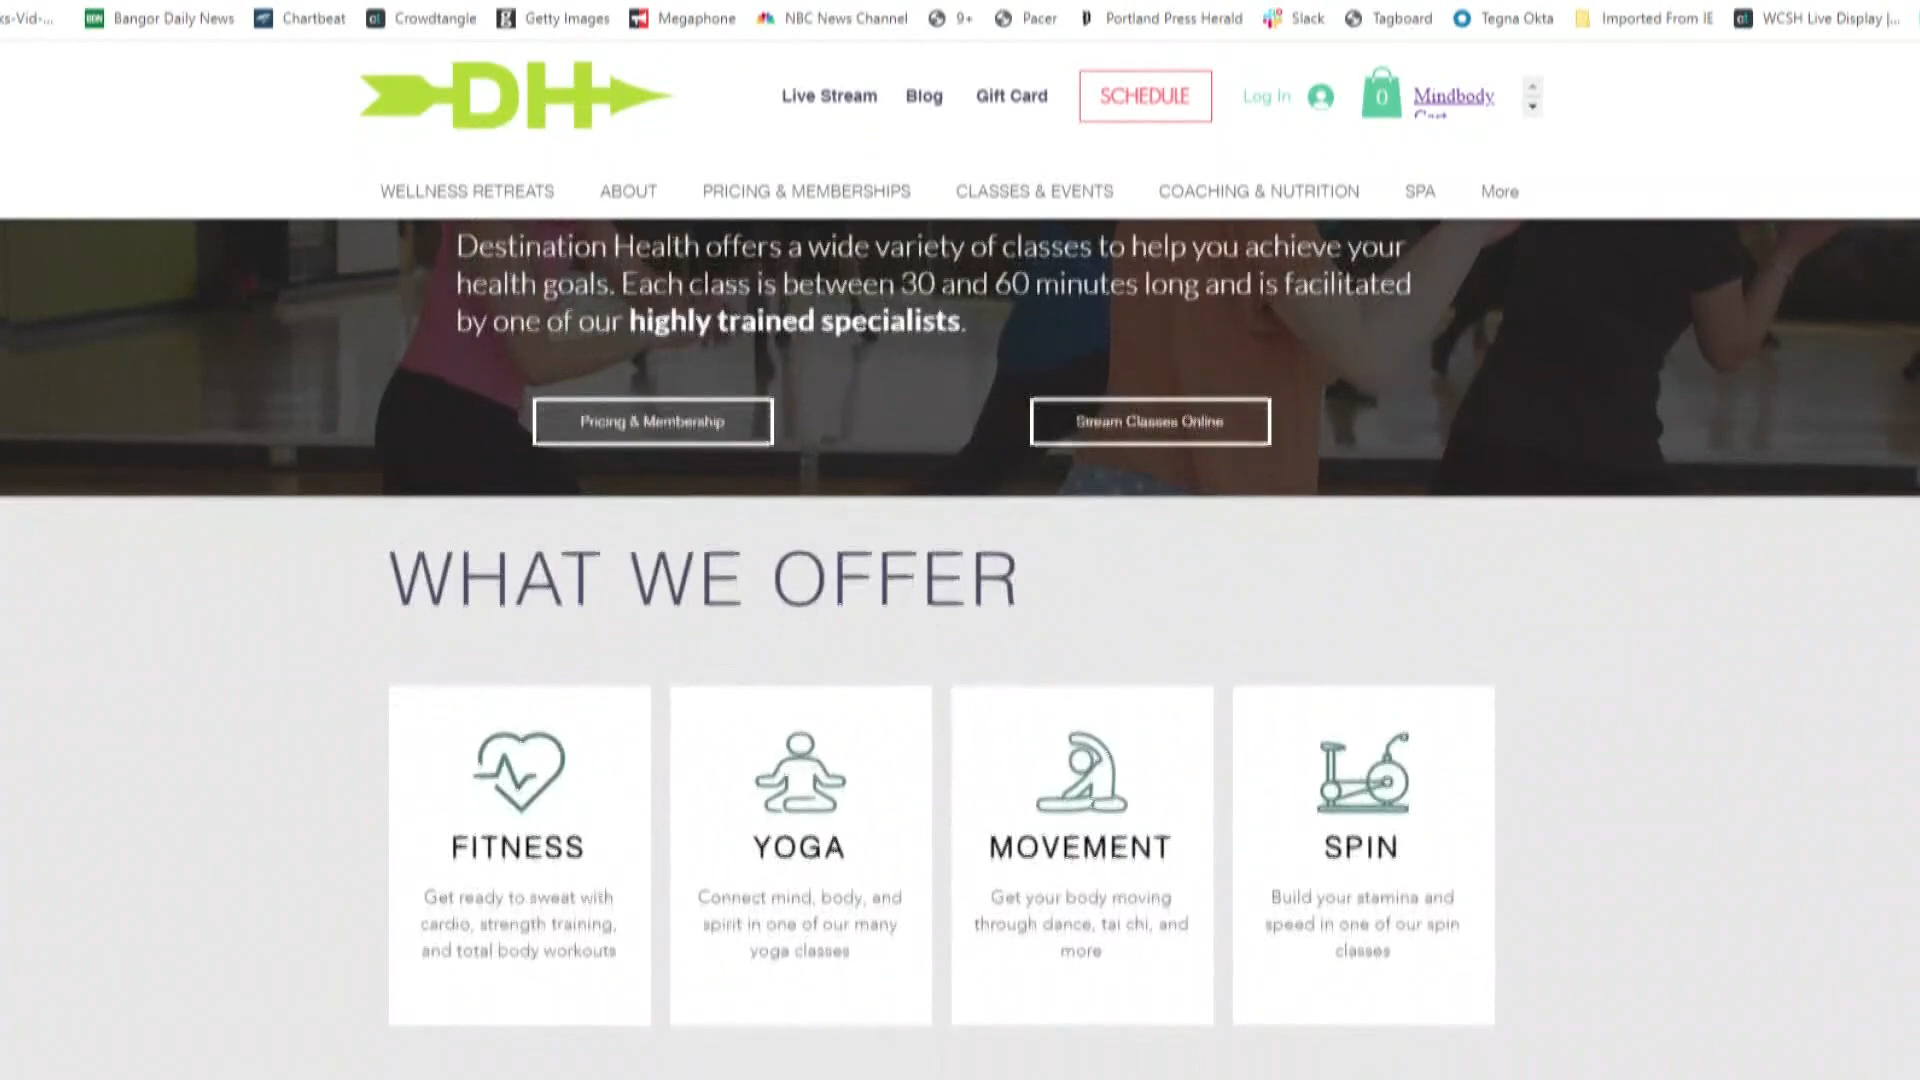 ks-Vid-... Bangor Daily News Chartbeat Crowdtangle Getty Images Megaphone NBC News Channel 9+ Pacer Portland Press Herald Slack Tagboard Tegna Okta Imported From IE WCSH Live Display |...
DH
Live Stream Blog Gift Card SCHEDULE Log In 0 Mindbody
WELLNESS RETREATS ABOUT PRICING & MEMBERSHIPS CLASSES & EVENTS COACHING & NUTRITION SPA More
Destination Health offers a wide variety of classes to help you achieve your
health goals. Each class is between 30 and 60 minutes long and is facilitated
by one of our highly trained specialists.
Pricing & Membership Stream Classes Online
WHAT WE OFFER
FITNESS
Get ready to sweat with
cardio, strength training,
and total body workouts
YOGA
Connect mind, body, and
spirit in one of our many
yoga classes
MOVEMENT
Get your body moving
through dance, tai chi, and
more
SPIN
Build your stamina and
speed in one of our spin
classes